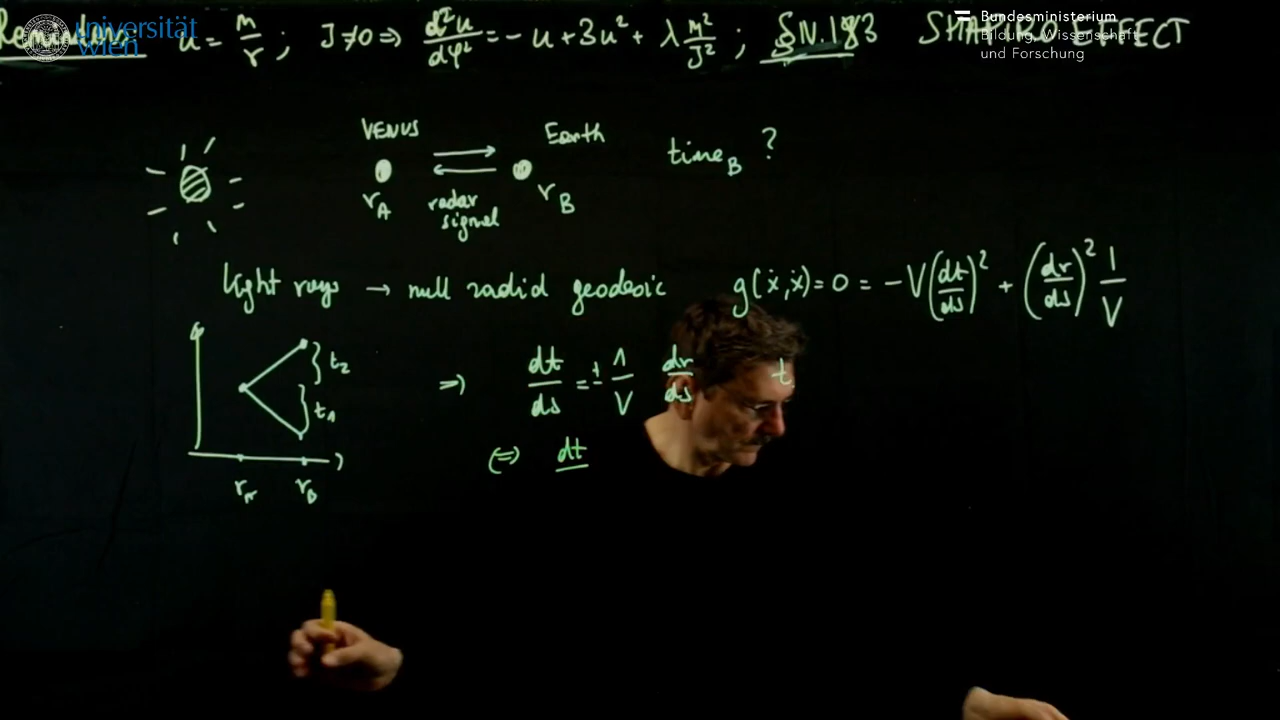 universität wien
Bundesministerium
Bildung, Wissenschaft
und Forschung
u = m/r ; J≠0 ⇒ d²u/dφ² = -u + 3u² + λ m²/J² ; §N.183 SHAPIRO EFFECT
VENUS Earth
time_B ?
r_A radar signal r_B
light rays → null radial geodesic g(ẋ,ẋ) = 0 = -V(dt/ds)² + (dr/ds)² 1/V
} t₂
⇒ dt/ds = ± 1/V dr/ds t
} t₁
⇔ dt
r_A r_B